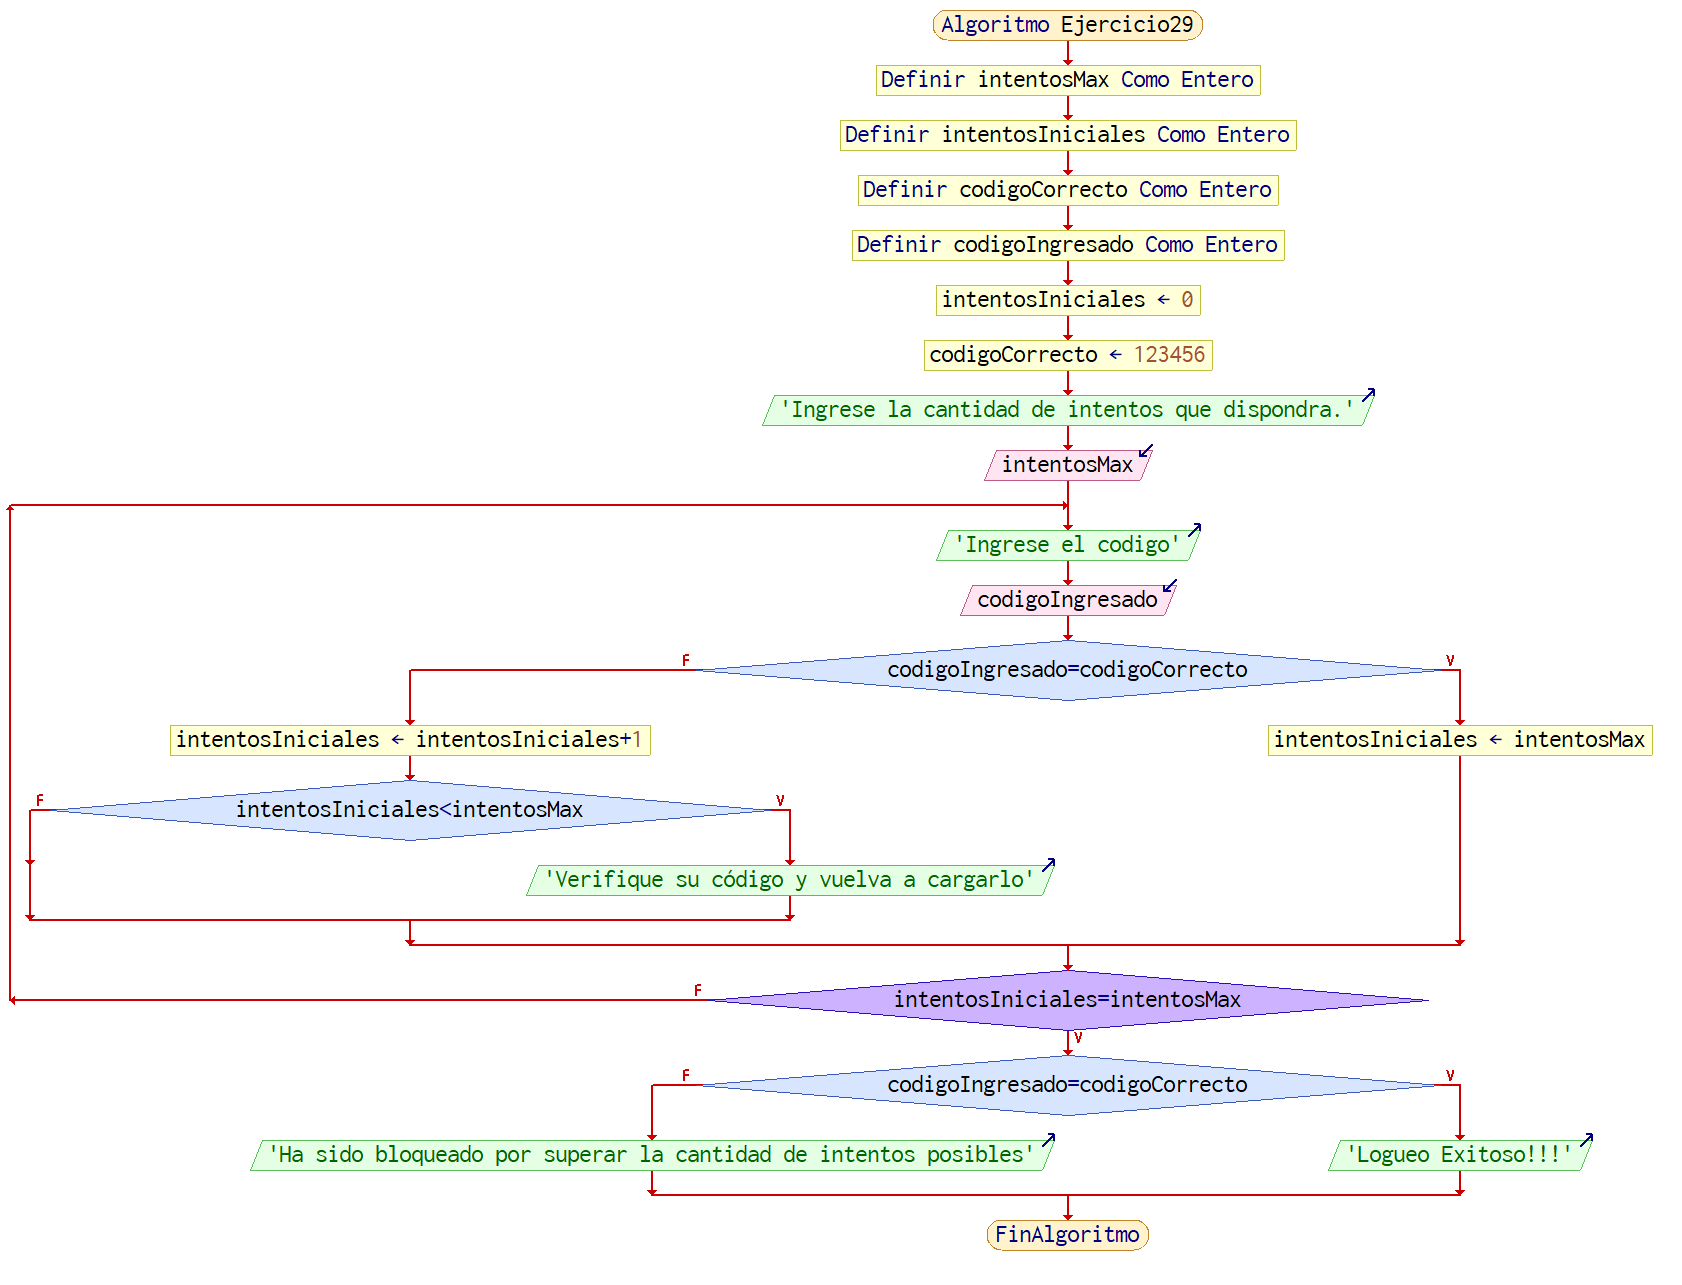 Algoritmo Ejercicio29
Definir intentosMax Como Entero
Definir intentosIniciales Como Entero
Definir codigoCorrecto Como Entero
Definir codigoIngresado Como Entero
intentosIniciales ← 0
codigoCorrecto ← 123456
'Ingrese la cantidad de intentos que dispondra.'
intentosMax
'Ingrese el codigo'
codigoIngresado
F
codigoIngresado=codigoCorrecto
V
intentosIniciales ← intentosIniciales+1
intentosIniciales ← intentosMax
F
intentosIniciales<intentosMax
V
'Verifique su código y vuelva a cargarlo'
F
intentosIniciales=intentosMax
V
F
codigoIngresado=codigoCorrecto
V
'Ha sido bloqueado por superar la cantidad de intentos posibles'
'Logueo Exitoso!!!'
FinAlgoritmo